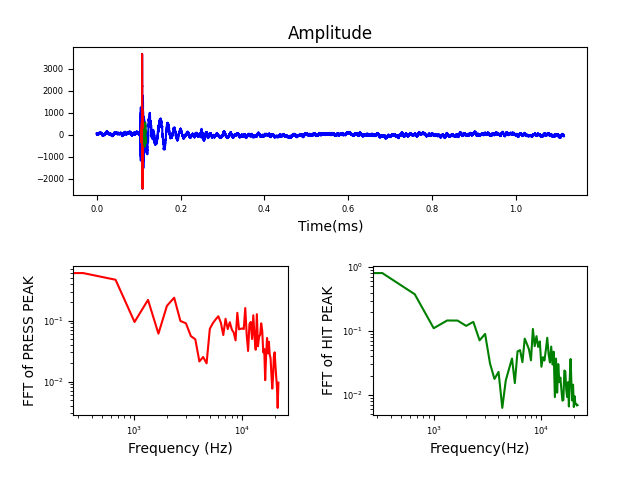 Amplitude
3000
2000
1000
0
−1000
−2000
0.0 0.2 0.4 0.6 0.8 1.0
Time(ms)
FFT of PRESS PEAK
10⁻¹
10⁻²
10³ 10⁴
Frequency (Hz)
FFT of HIT PEAK
10⁰
10⁻¹
10⁻²
10³ 10⁴
Frequency(Hz)